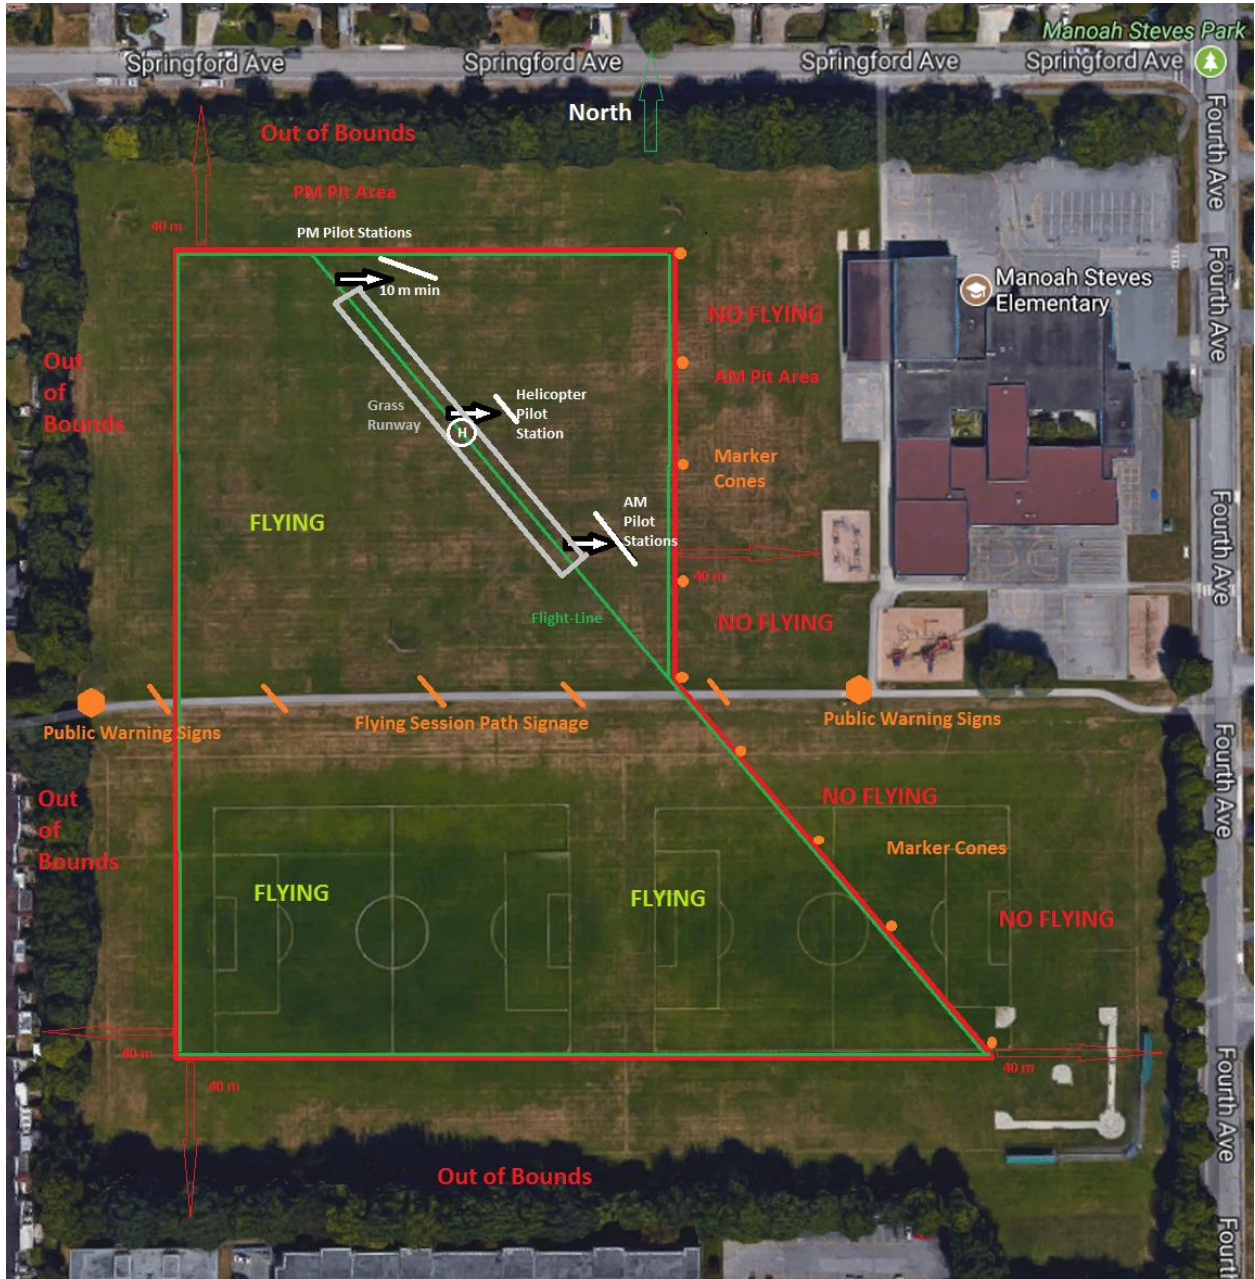 Manoah Steves Park
Springford Ave
Springford Ave
Springford Ave
Springford Ave
North
Out of Bounds
Fourth Ave
PM Pit Area
40 m
PM Pilot Stations
10 m min
Manoah Steves
Elementary
Fourth Ave
NO FLYING
Out
of
Bounds
AM Pit Area
Grass
Runway
Helicopter
Pilot
Station
H
Marker
Cones
FLYING
AM
Pilot
Stations
Fourth Ave
40 m
Flight-Line
NO FLYING
Public Warning Signs
Flying Session Path Signage
Public Warning Signs
Fourth Ave
Out
of
Bounds
NO FLYING
Marker Cones
FLYING
FLYING
NO FLYING
40 m
40 m
40 m
Fourth Ave
Out of Bounds
Fourt